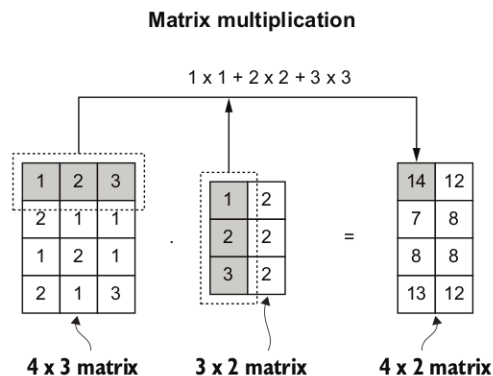 Matrix multiplication
1 x 1 + 2 x 2 + 3 x 3
1 2 3 1 2 14 12
2 1 1 2 2 7 8
. =
1 2 1 3 2 8 8
2 1 3 13 12
4 x 3 matrix 3 x 2 matrix 4 x 2 matrix